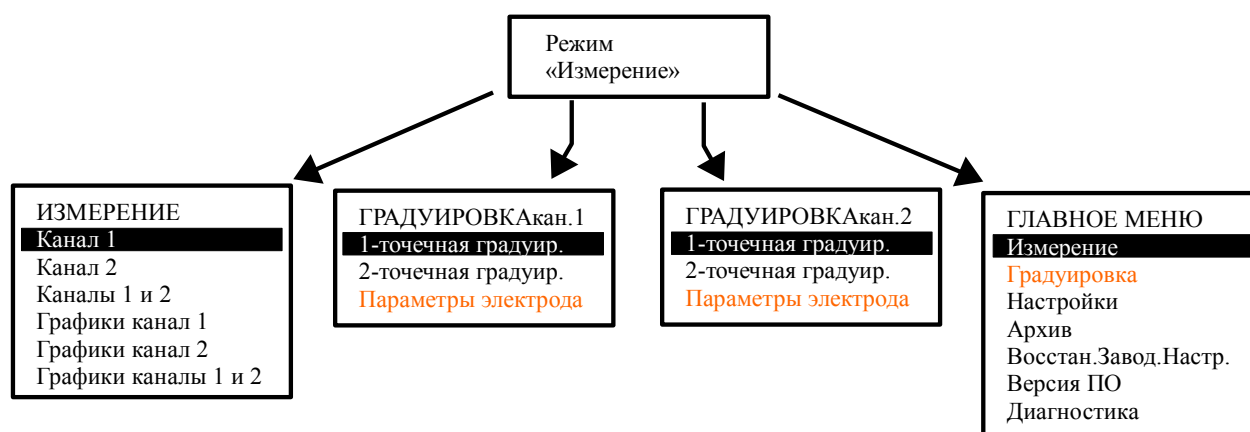 Режим
«Измерение»
ИЗМЕРЕНИЕ
Канал 1
Канал 2
Каналы 1 и 2
Графики канал 1
Графики канал 2
Графики каналы 1 и 2
ГРАДУИРОВКАкан.1
1-точечная градуир.
2-точечная градуир.
Параметры электрода
ГРАДУИРОВКАкан.2
1-точечная градуир.
2-точечная градуир.
Параметры электрода
ГЛАВНОЕ МЕНЮ
Измерение
Градуировка
Настройки
Архив
Восстан.Завод.Настр.
Версия ПО
Диагностика